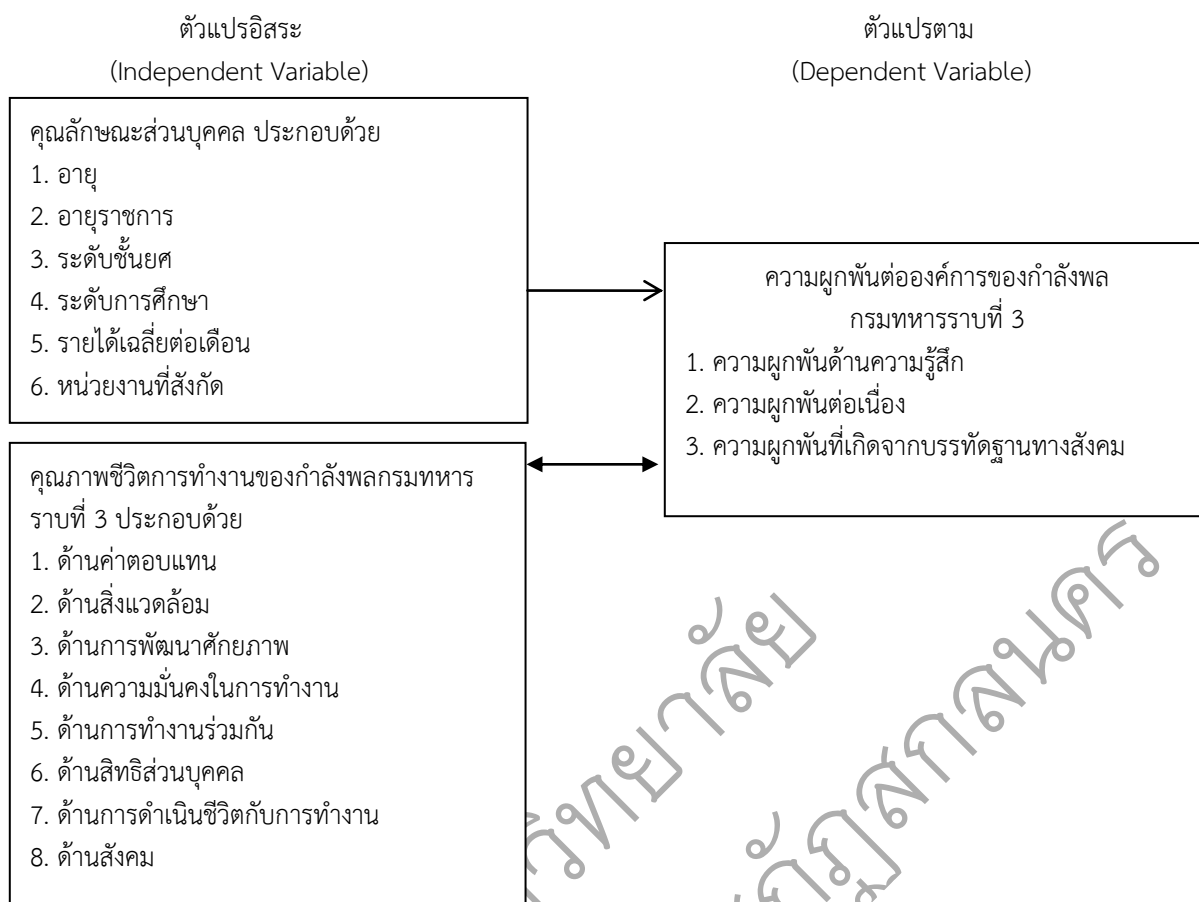 ตัวแปรอิสระ
(Independent Variable)
ตัวแปรตาม
(Dependent Variable)
คุณลักษณะส่วนบุคคล ประกอบด้วย
1. อายุ
2. อายุราชการ
3. ระดับชั้นยศ
4. ระดับการศึกษา
5. รายได้เฉลี่ยต่อเดือน
6. หน่วยงานที่สังกัด
ความผูกพันต่อองค์การของกำลังพล
กรมทหารราบที่ 3
1. ความผูกพันด้านความรู้สึก
2. ความผูกพันต่อเนื่อง
3. ความผูกพันที่เกิดจากบรรทัดฐานทางสังคม
คุณภาพชีวิตการทำงานของกำลังพลกรมทหาร
ราบที่ 3 ประกอบด้วย
1. ด้านค่าตอบแทน
2. ด้านสิ่งแวดล้อม
3. ด้านการพัฒนาศักยภาพ
4. ด้านความมั่นคงในการทำงาน
5. ด้านการทำงานร่วมกัน
6. ด้านสิทธิส่วนบุคคล
7. ด้านการดำเนินชีวิตกับการทำงาน
8. ด้านสังคม